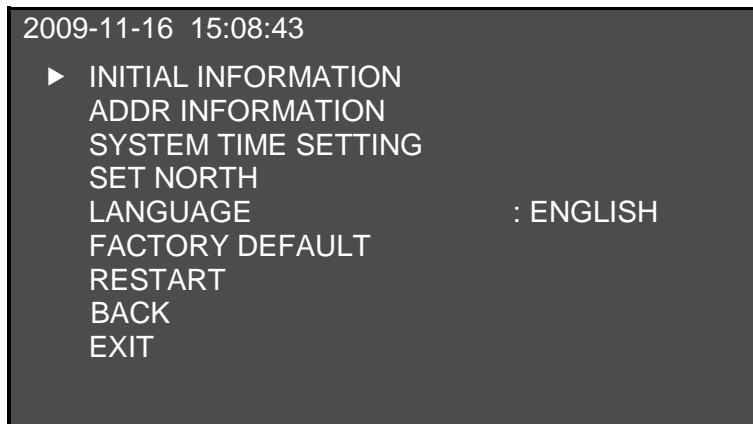 2009-11-16 15:08:43
INITIAL INFORMATION
ADDR INFORMATION
SYSTEM TIME SETTING
SET NORTH
LANGUAGE : ENGLISH
FACTORY DEFAULT
RESTART
BACK
EXIT